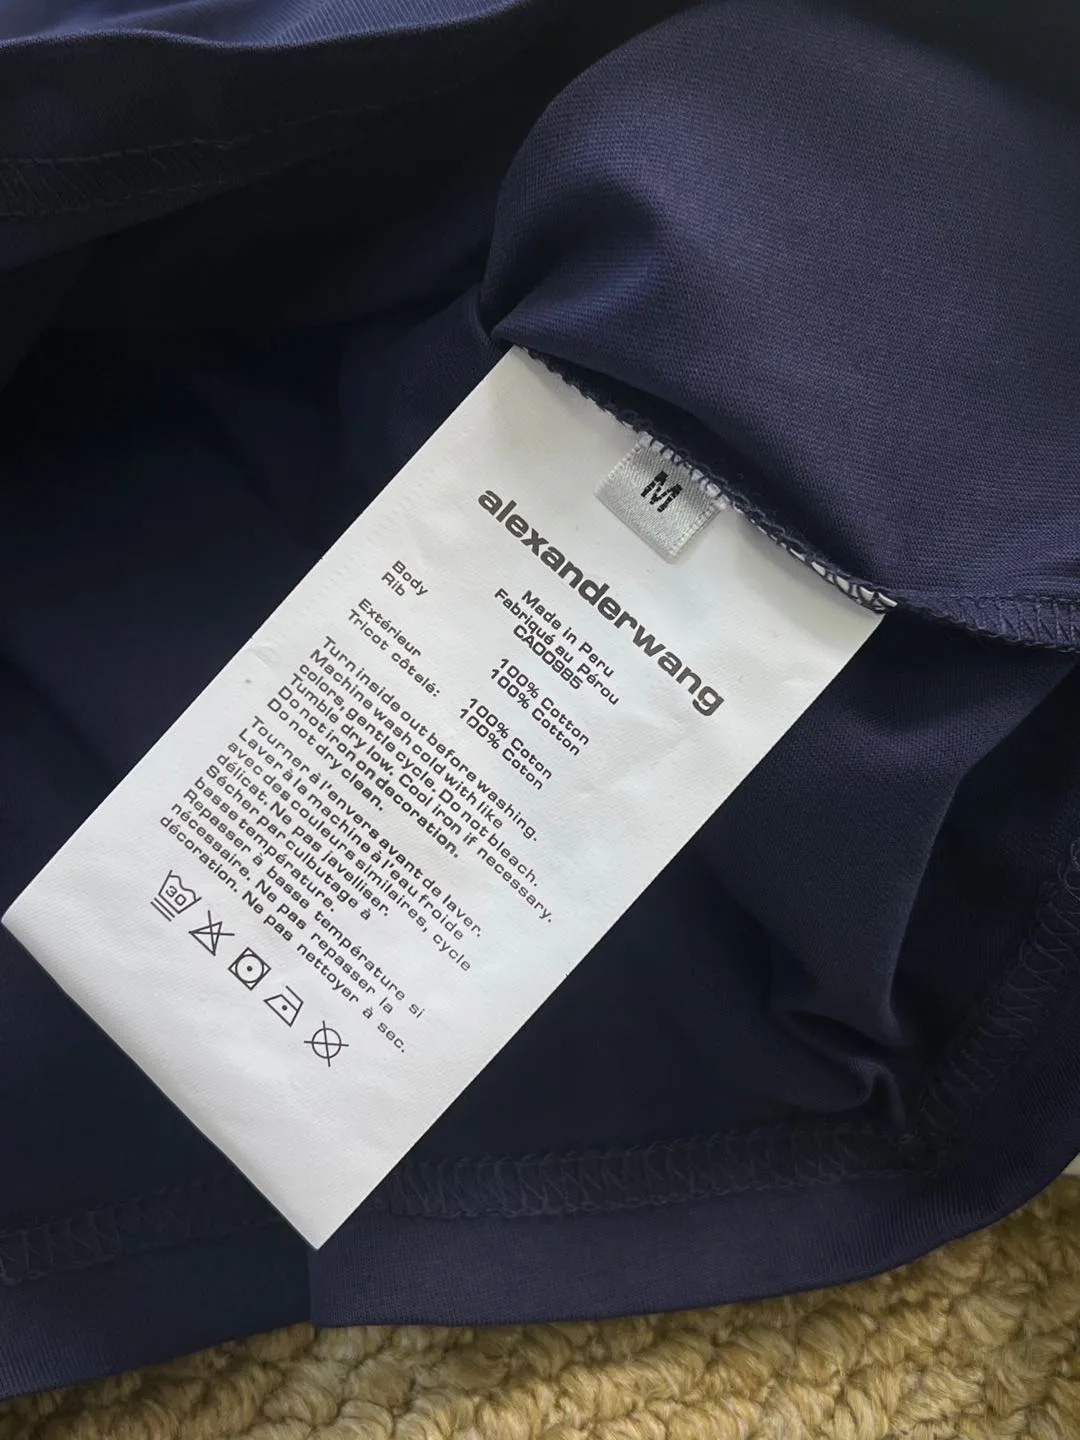 M
alexanderwang
Made in Peru
Fabriqué au Pérou
CA00985
Body 100% Cotton
Rib 100% Cotton
Extérieur 100% Coton
Tricot côtelé: 100% Coton
Turn inside out before washing.
Machine wash cold with like
colors, gentle cycle. Do not bleach.
Tumble dry low. Cool iron if necessary.
Do not iron on decoration.
Do not dry clean.
Tourner à l'envers avant de laver.
Laver à la machine à l'eau froide
avec des couleurs similaires, cycle
délicat. Ne pas javelliser.
Sécher par culbutage à
basse température.
Repasser à basse température si
nécessaire. Ne pas repasser la
décoration. Ne pas nettoyer à sec.
30